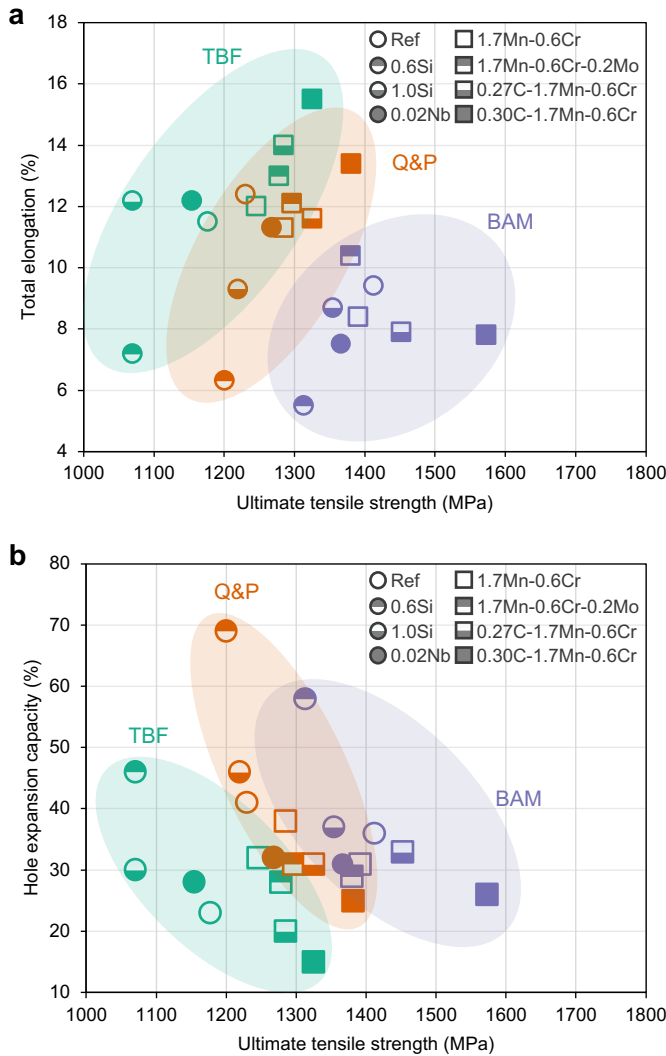 a
18
16
14
12
10
8
6
4
Total elongation (%)
TBF
Q&P
BAM
Ref
0.6Si
1.0Si
0.02Nb
1.7Mn-0.6Cr
1.7Mn-0.6Cr-0.2Mo
0.27C-1.7Mn-0.6Cr
0.30C-1.7Mn-0.6Cr
1000 1100 1200 1300 1400 1500 1600 1700 1800
Ultimate tensile strength (MPa)
b
80
70
60
50
40
30
20
10
Hole expansion capacity (%)
Q&P
TBF
BAM
Ref
0.6Si
1.0Si
0.02Nb
1.7Mn-0.6Cr
1.7Mn-0.6Cr-0.2Mo
0.27C-1.7Mn-0.6Cr
0.30C-1.7Mn-0.6Cr
1000 1100 1200 1300 1400 1500 1600 1700 1800
Ultimate tensile strength (MPa)